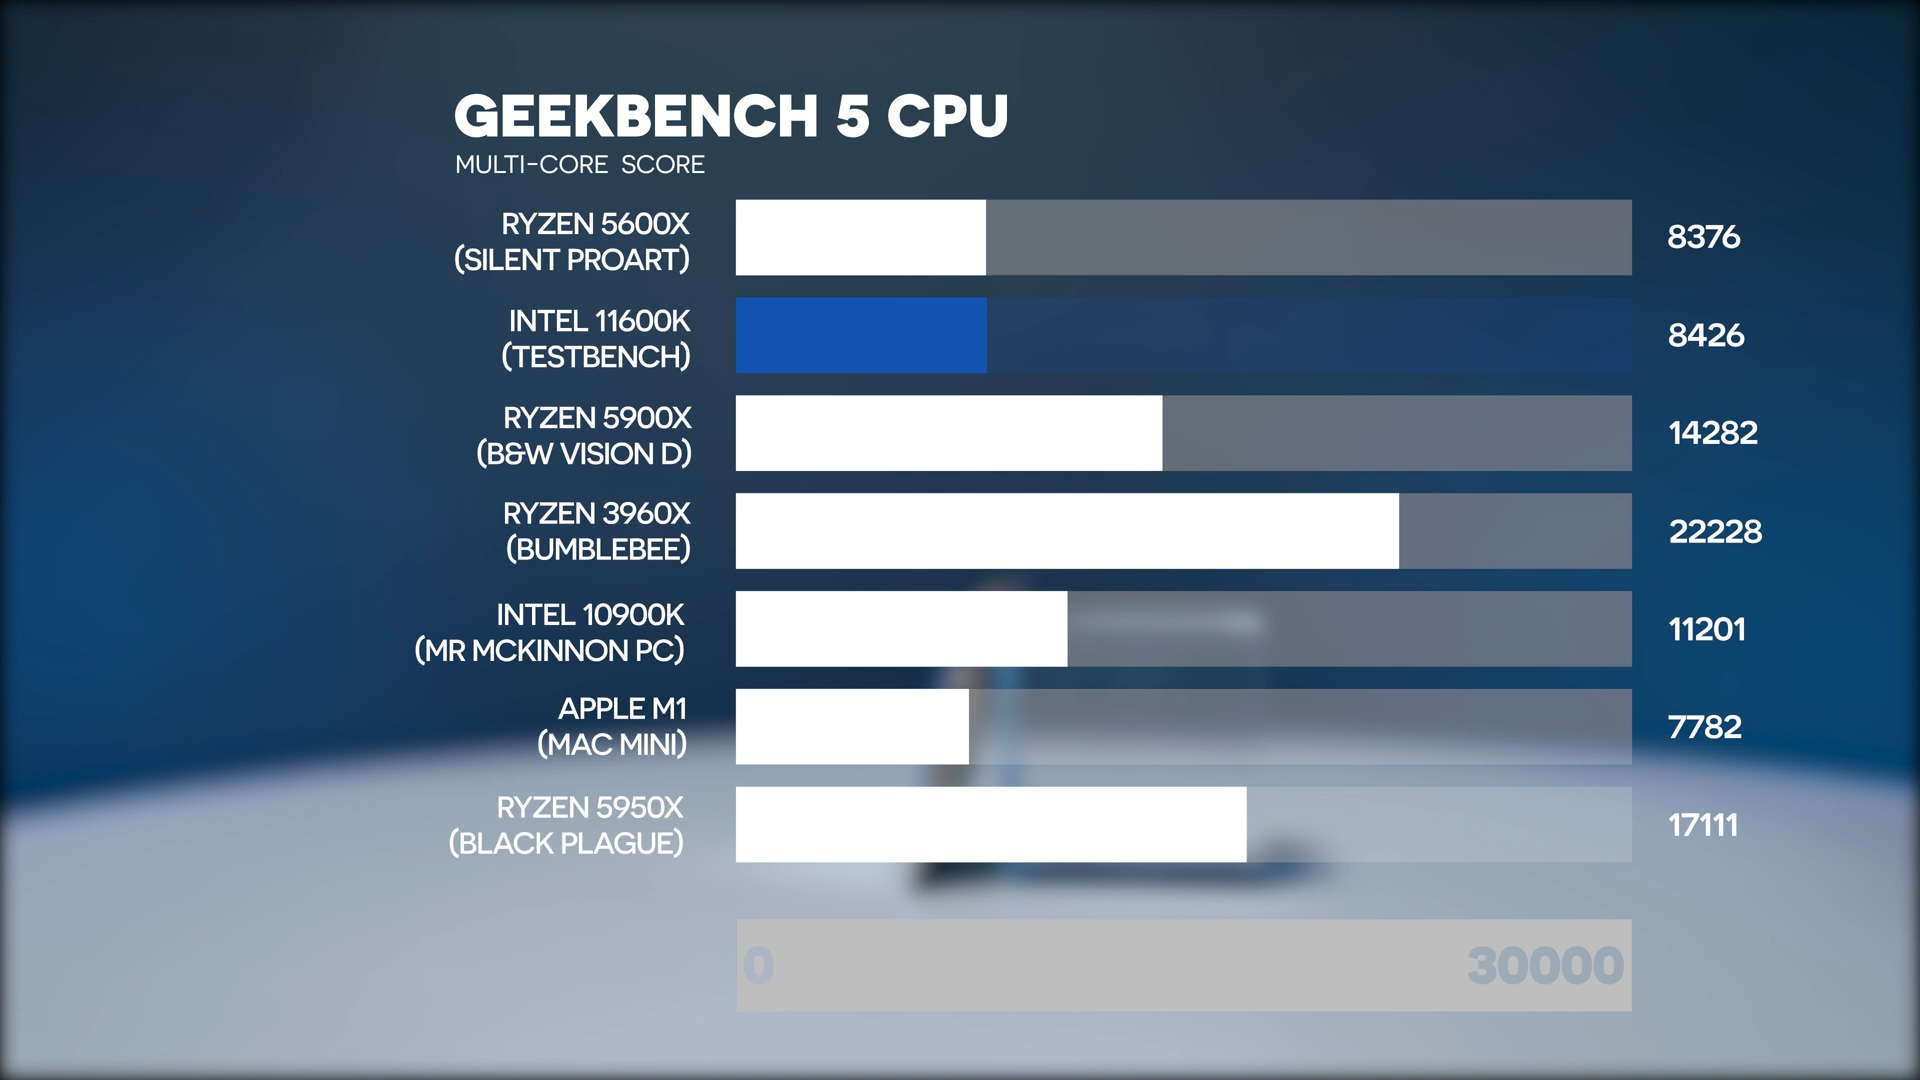 GEEKBENCH 5 CPU
MULTI-CORE SCORE
RYZEN 5600X
(SILENT PROART)
8376
INTEL 11600K
(TESTBENCH)
8426
RYZEN 5900X
(B&W VISION D)
14282
RYZEN 3960X
(BUMBLEBEE)
22228
INTEL 10900K
(MR MCKINNON PC)
11201
APPLE M1
(MAC MINI)
7782
RYZEN 5950X
(BLACK PLAGUE)
17111
0 30000